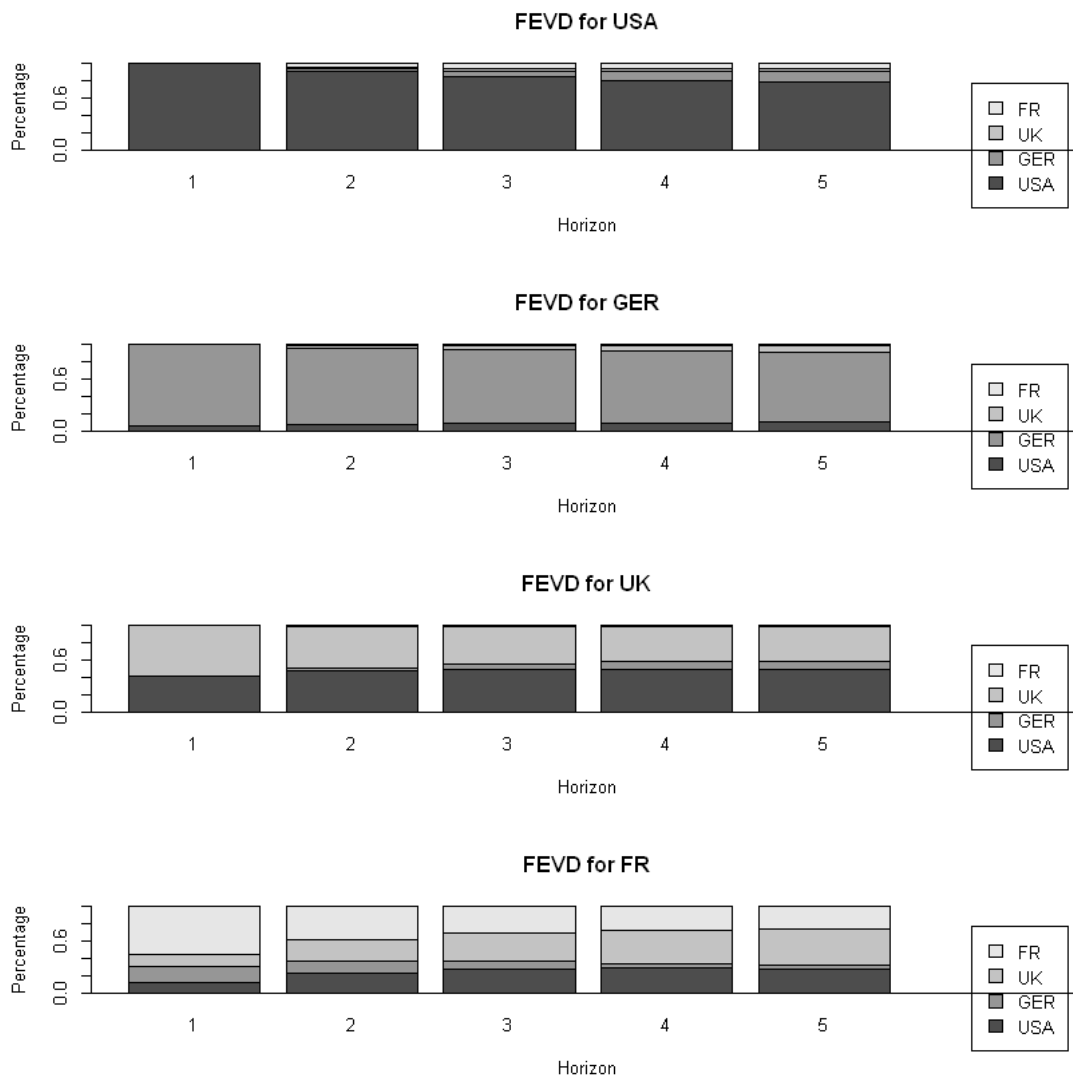 FEVD for USA
Percentage
0.0
0.6
1
2
3
4
5
Horizon
FR
UK
GER
USA
FEVD for GER
Percentage
0.0
0.6
1
2
3
4
5
Horizon
FR
UK
GER
USA
FEVD for UK
Percentage
0.0
0.6
1
2
3
4
5
Horizon
FR
UK
GER
USA
FEVD for FR
Percentage
0.0
0.6
1
2
3
4
5
Horizon
FR
UK
GER
USA